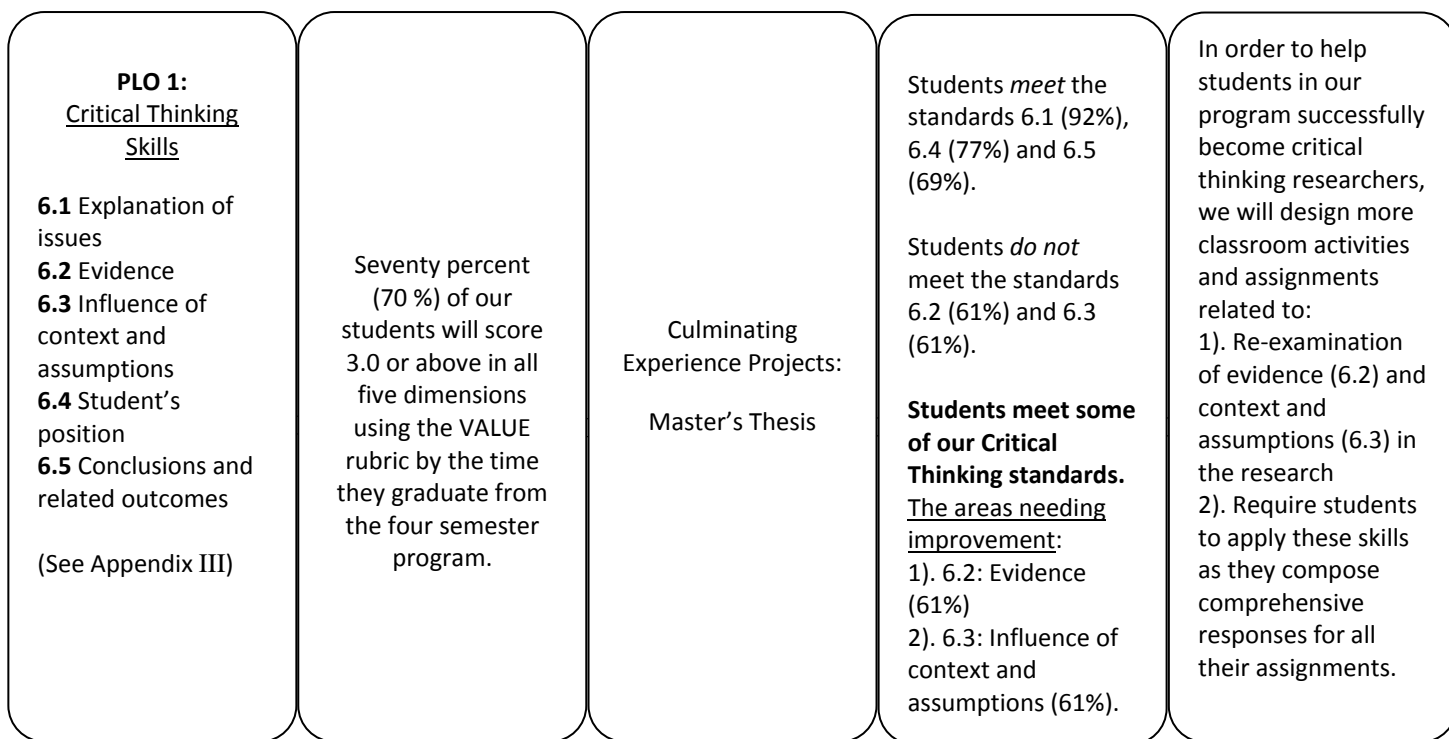 PLO 1:
Critical Thinking
Skills
6.1 Explanation of
issues
6.2 Evidence
6.3 Influence of
context and
assumptions
6.4 Student’s
position
6.5 Conclusions and
related outcomes
(See Appendix III)
Seventy percent
(70 %) of our
students will score
3.0 or above in all
five dimensions
using the VALUE
rubric by the time
they graduate from
the four semester
program.
Culminating
Experience Projects:
Master’s Thesis
Students meet the
standards 6.1 (92%),
6.4 (77%) and 6.5
(69%).
Students do not
meet the standards
6.2 (61%) and 6.3
(61%).
Students meet some
of our Critical
Thinking standards.
The areas needing
improvement:
1). 6.2: Evidence
(61%)
2). 6.3: Influence of
context and
assumptions (61%).
In order to help
students in our
program successfully
become critical
thinking researchers,
we will design more
classroom activities
and assignments
related to:
1). Re-examination
of evidence (6.2) and
context and
assumptions (6.3) in
the research
2). Require students
to apply these skills
as they compose
comprehensive
responses for all
their assignments.